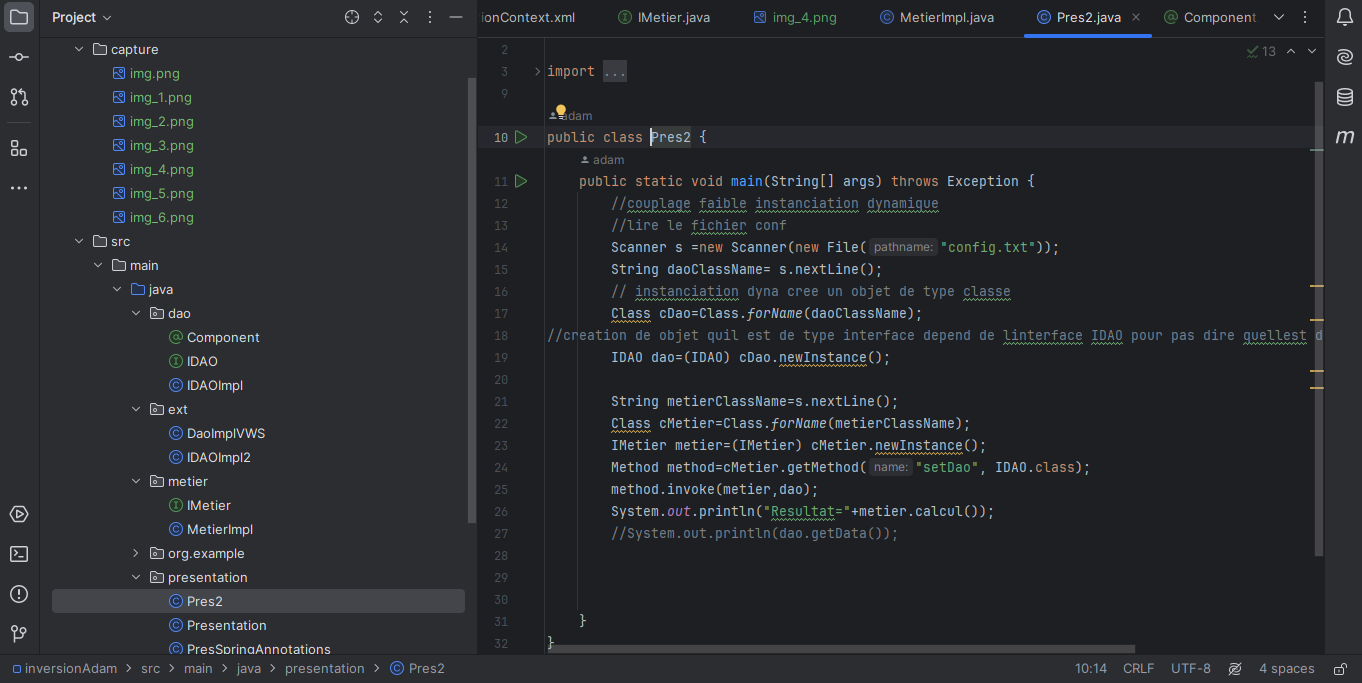 Project
ionContext.xml
IMetier.java
img_4.png
MetierImpl.java
Pres2.java
Component
capture
img.png
img_1.png
img_2.png
img_3.png
img_4.png
img_5.png
img_6.png
src
main
java
dao
Component
IDAO
IDAOImpl
ext
DaoImplVWS
IDAOImpl2
metier
IMetier
MetierImpl
org.example
presentation
Pres2
Presentation
PresSpringAnnotations
13
2
3 import ...
9
adam
10 public class Pres2 {
adam
11 public static void main(String[] args) throws Exception {
12 //couplage faible instanciation dynamique
13 //lire le fichier conf
14 Scanner s =new Scanner(new File( pathname: "config.txt"));
15 String daoClassName= s.nextLine();
16 // instanciation dyna cree un objet de type classe
17 Class cDao=Class.forName(daoClassName);
18 //creation de objet quil est de type interface depend de linterface IDAO pour pas dire quellest d
19 IDAO dao=(IDAO) cDao.newInstance();
20
21 String metierClassName=s.nextLine();
22 Class cMetier=Class.forName(metierClassName);
23 IMetier metier=(IMetier) cMetier.newInstance();
24 Method method=cMetier.getMethod( name: "setDao", IDAO.class);
25 method.invoke(metier,dao);
26 System.out.println("Resultat="+metier.calcul());
27 //System.out.println(dao.getData());
28
29
30
31 }
32 }
m
inversionAdam > src > main > java > presentation > Pres2
10:14 CRLF UTF-8 4 spaces